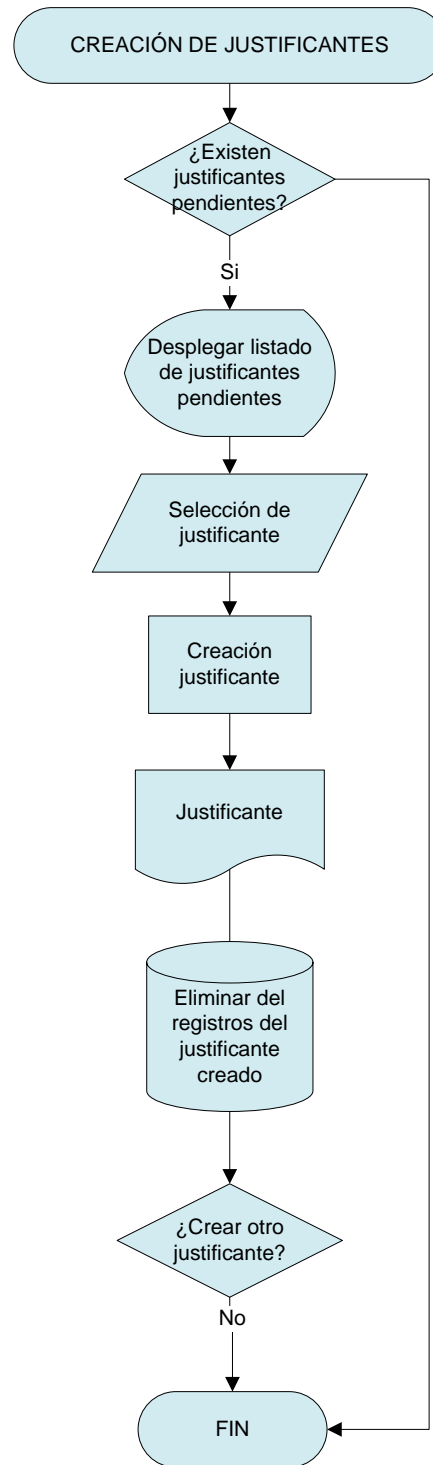 CREACIÓN DE JUSTIFICANTES
¿Existen
justificantes
pendientes?
Si
Desplegar listado
de justificantes
pendientes
Selección de
justificante
Creación
justificante
Justificante
Eliminar del
registros del
justificante
creado
¿Crear otro
justificante?
No
FIN